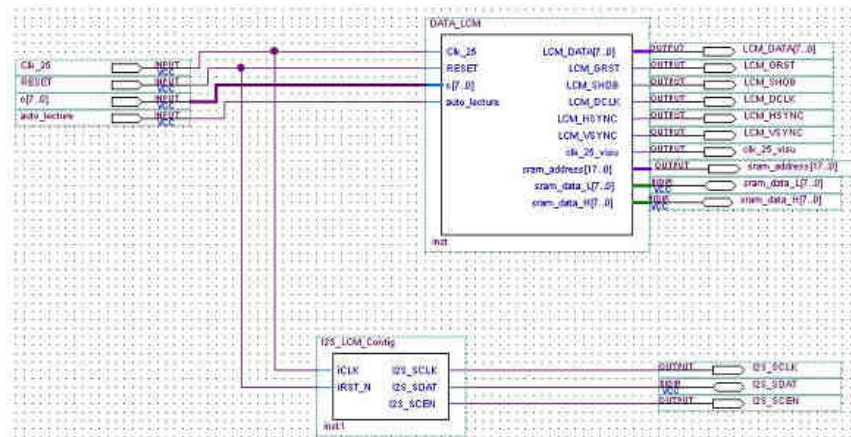 DATA_LCM
Clk_25 INPUT VCC
RESET INPUT VCC
e[7..0] INPUT VCC
auto_lecture INPUT VCC
Clk_25
RESET
e[7..0]
auto_lecture
LCM_DATA[7..0]
LCM_GRST
LCM_SHDB
LCM_DCLK
LCM_HSYNC
LCM_VSYNC
clk_25_visu
sram_address[17..0]
sram_data_L[7..0]
sram_data_H[7..0]
inst
OUTPUT LCM_DATA[7..0]
OUTPUT LCM_GRST
OUTPUT LCM_SHDB
OUTPUT LCM_DCLK
OUTPUT LCM_HSYNC
OUTPUT LCM_VSYNC
OUTPUT clk_25_visu
OUTPUT sram_address[17..0]
BIDIR VCC sram_data_L[7..0]
BIDIR VCC sram_data_H[7..0]
I2S_LCM_Config
iCLK I2S_SCLK
iRST_N I2S_SDAT
I2S_SCEN
inst1
OUTPUT I2S_SCLK
BIDIR VCC I2S_SDAT
OUTPUT I2S_SCEN